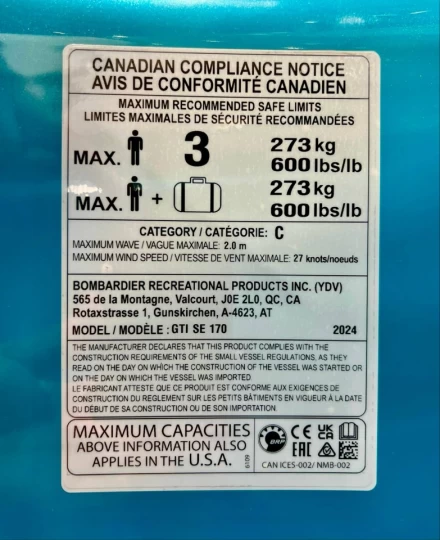 CANADIAN COMPLIANCE NOTICE
AVIS DE CONFORMITÉ CANADIEN
MAXIMUM RECOMMENDED SAFE LIMITS
LIMITES MAXIMALES DE SÉCURITÉ RECOMMANDÉES
MAX. 3 273 kg
600 lbs/lb
MAX. + 273 kg
600 lbs/lb
CATEGORY / CATÉGORIE: C
MAXIMUM WAVE / VAGUE MAXIMALE: 2.0 m
MAXIMUM WIND SPEED / VITESSE DE VENT MAXIMALE: 27 knots/noeuds
BOMBARDIER RECREATIONAL PRODUCTS INC. (YDV)
565 de la Montagne, Valcourt, J0E 2L0, QC, CA
Rotaxstrasse 1, Gunskirchen, A-4623, AT
MODEL / MODÈLE : GTI SE 170 2024
THE MANUFACTURER DECLARES THAT THIS PRODUCT COMPLIES WITH THE
CONSTRUCTION REQUIREMENTS OF THE SMALL VESSEL REGULATIONS, AS THEY
READ ON THE DAY ON WHICH THE CONSTRUCTION OF THE VESSEL WAS STARTED OR
ON THE DAY ON WHICH THE VESSEL WAS IMPORTED
LE FABRICANT ATTESTE QUE CE PRODUIT EST CONFORME AUX EXIGENCES DE
CONSTRUCTION DU REGLEMENT SUR LES PETITS BÂTIMENTS EN VIGUEUR À LA DATE
DU DÉBUT DE SA CONSTRUCTION OU DE SON IMPORTATION.
MAXIMUM CAPACITIES
ABOVE INFORMATION ALSO
APPLIES IN THE U.S.A.
BRP CE UK CA
EAC
CAN ICES-002/ NMB-002